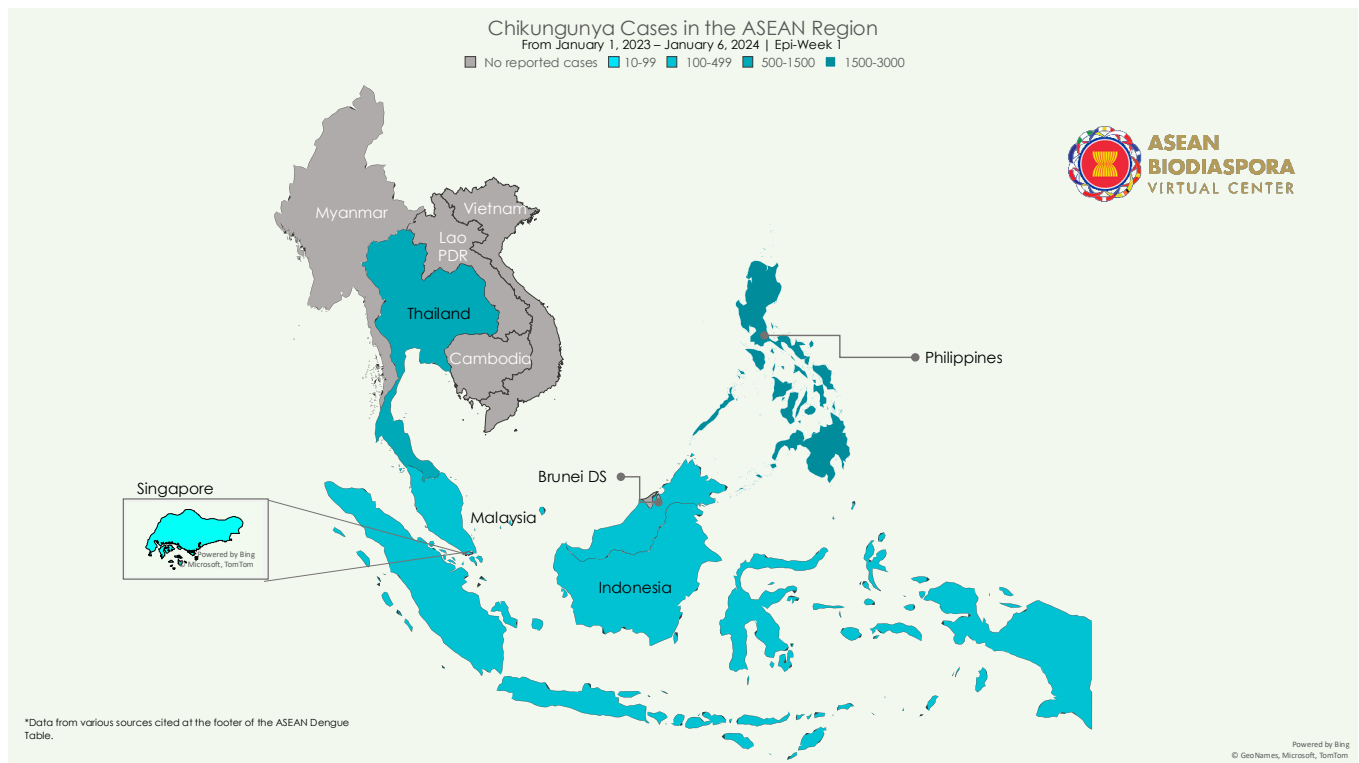 Chikungunya Cases in the ASEAN Region
From January 1, 2023 – January 6, 2024 | Epi-Week 1
No reported cases 10-99 100-499 500-1500 1500-3000
ASEAN
BIODIASPORA
VIRTUAL CENTER
Myanmar
Vietnam
Lao
PDR
Thailand
Cambodia
Philippines
Brunei DS
Singapore
Malaysia
Powered by Bing
© Microsoft, TomTom
Indonesia
*Data from various sources cited at the footer of the ASEAN Dengue
Table.
Powered by Bing
© GeoNames, Microsoft, TomTom